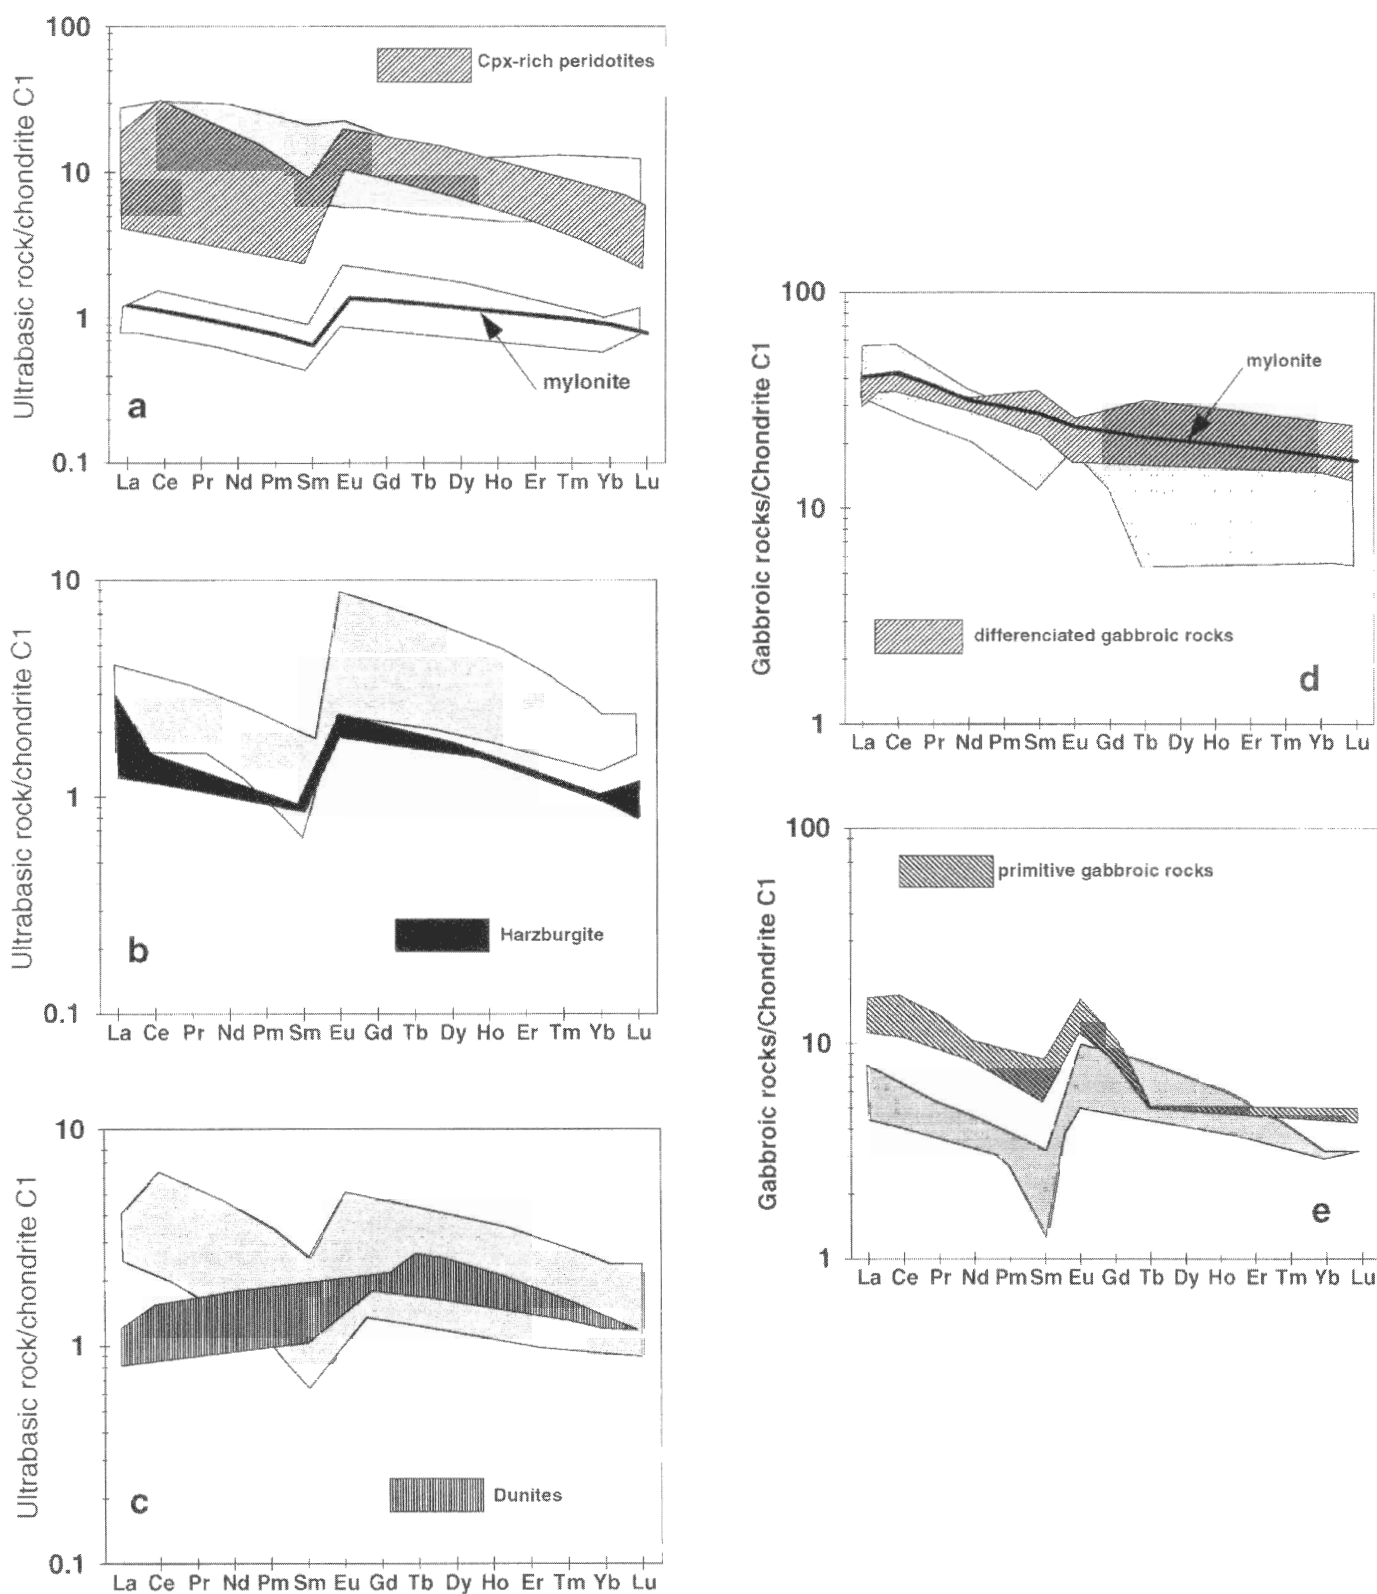 100
10
1
0.1
Ultrabasic rock/chondrite C1
Cpx-rich peridotites
mylonite
a
La Ce Pr Nd Pm Sm Eu Gd Tb Dy Ho Er Tm Yb Lu
10
1
0.1
Ultrabasic rock/chondrite C1
Harzburgite
b
La Ce Pr Nd Pm Sm Eu Gd Tb Dy Ho Er Tm Yb Lu
10
1
0.1
Ultrabasic rock/chondrite C1
Dunites
c
La Ce Pr Nd Pm Sm Eu Gd Tb Dy Ho Er Tm Yb Lu
100
10
1
Gabbroic rocks/Chondrite C1
mylonite
differenciated gabbroic rocks
d
La Ce Pr Nd Pm Sm Eu Gd Tb Dy Ho Er Tm Yb Lu
100
10
1
Gabbroic rocks/Chondrite C1
primitive gabbroic rocks
e
La Ce Pr Nd Pm Sm Eu Gd Tb Dy Ho Er Tm Yb Lu